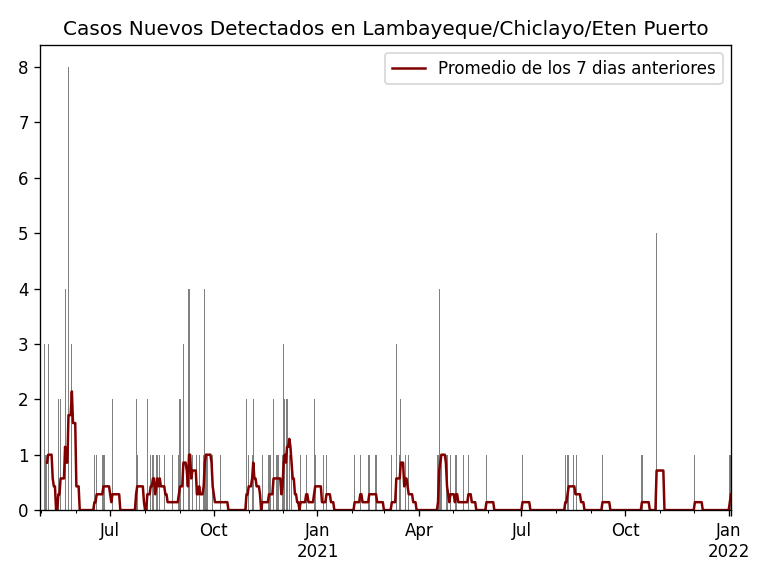 Casos Nuevos Detectados en Lambayeque/Chiclayo/Eten Puerto
Promedio de los 7 dias anteriores
8
7
6
5
4
3
2
1
0
Jul
Oct
Jan
2021
Apr
Jul
Oct
Jan
2022